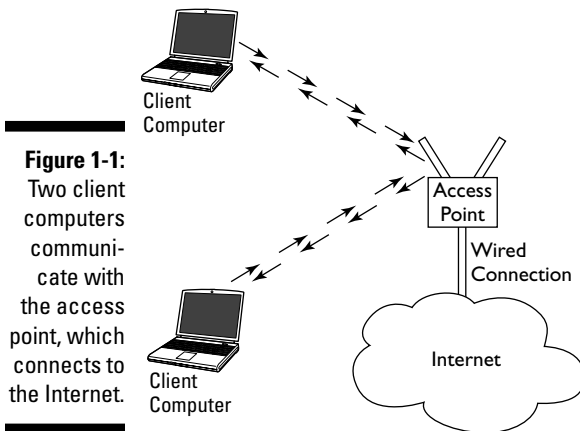 Client
Computer
Figure 1-1:
Two client
computers
communi-
cate with
the access
point, which
connects to
the Internet.
Access
Point
Wired
Connection
Internet
Client
Computer